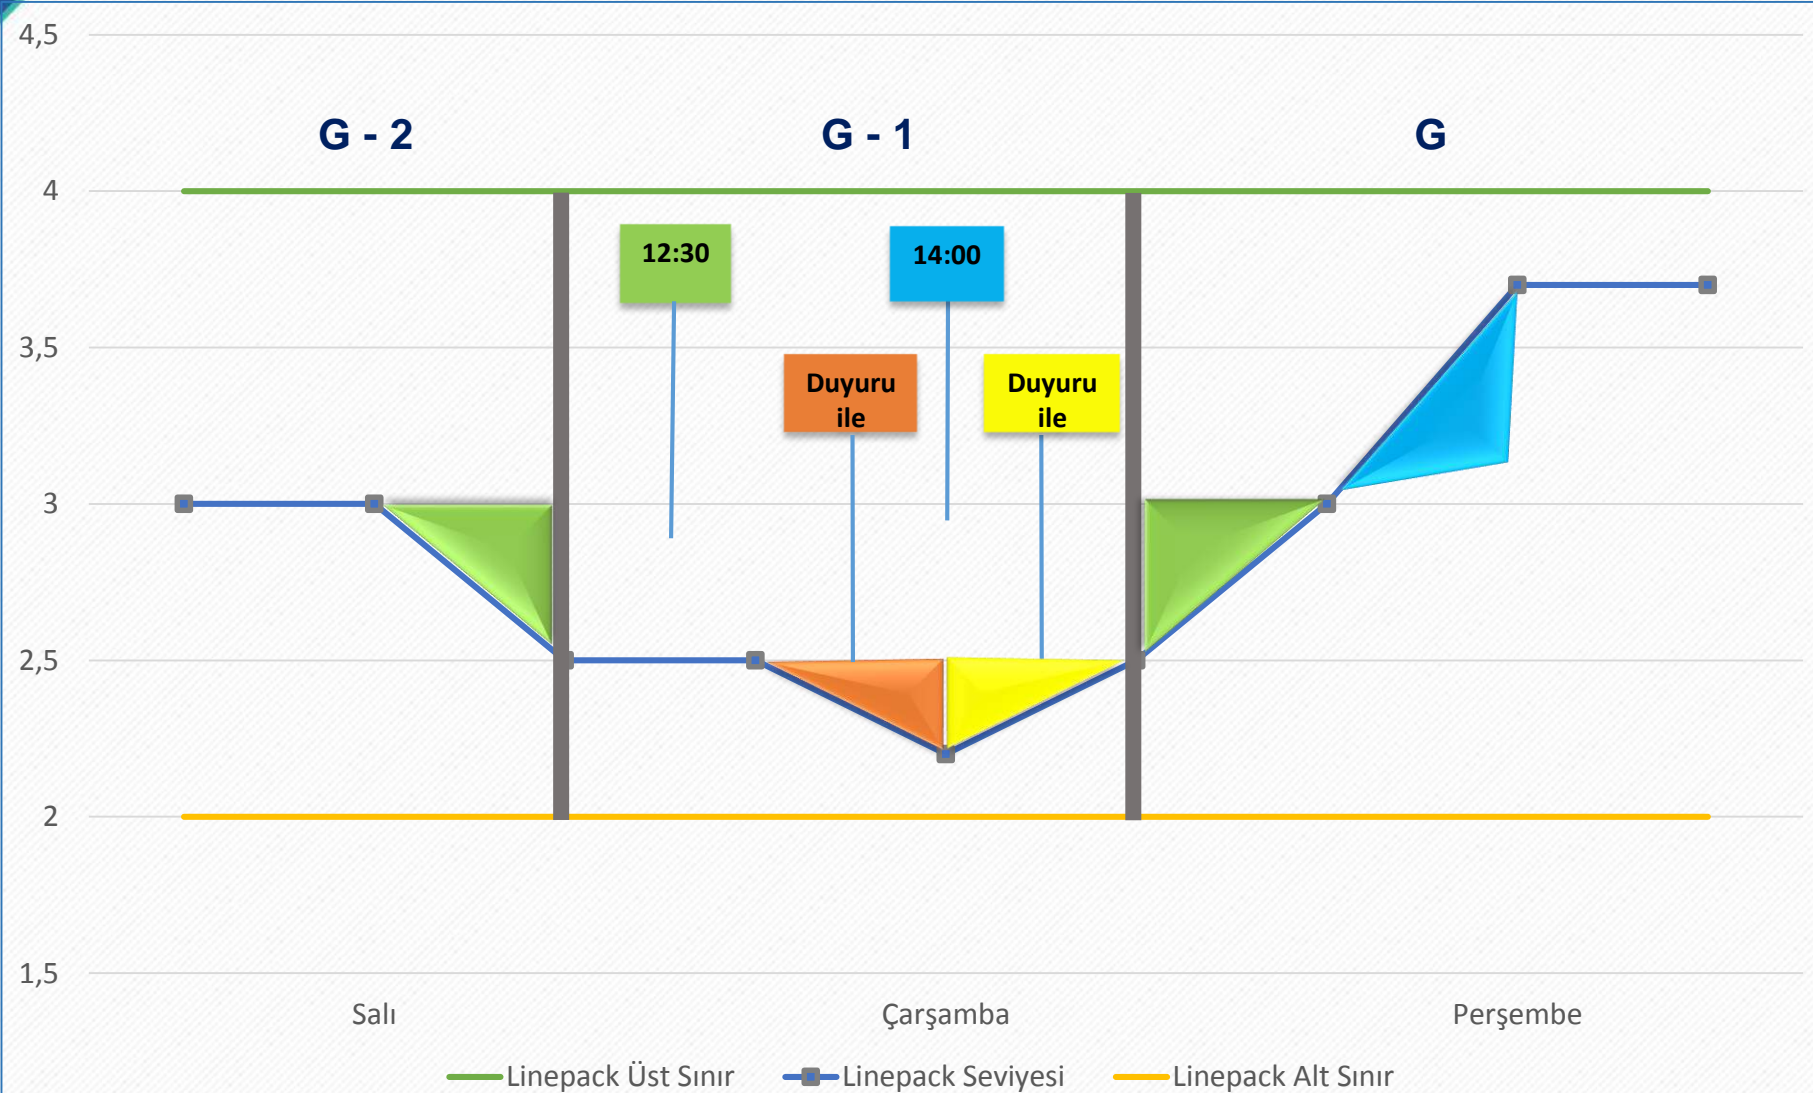 4,5
G - 2
G - 1
G
4
12:30
14:00
3,5
Duyuru
ile
Duyuru
ile
3
2,5
2
1,5
Salı
Çarşamba
Perşembe
Linepack Üst Sınır
Linepack Seviyesi
Linepack Alt Sınır